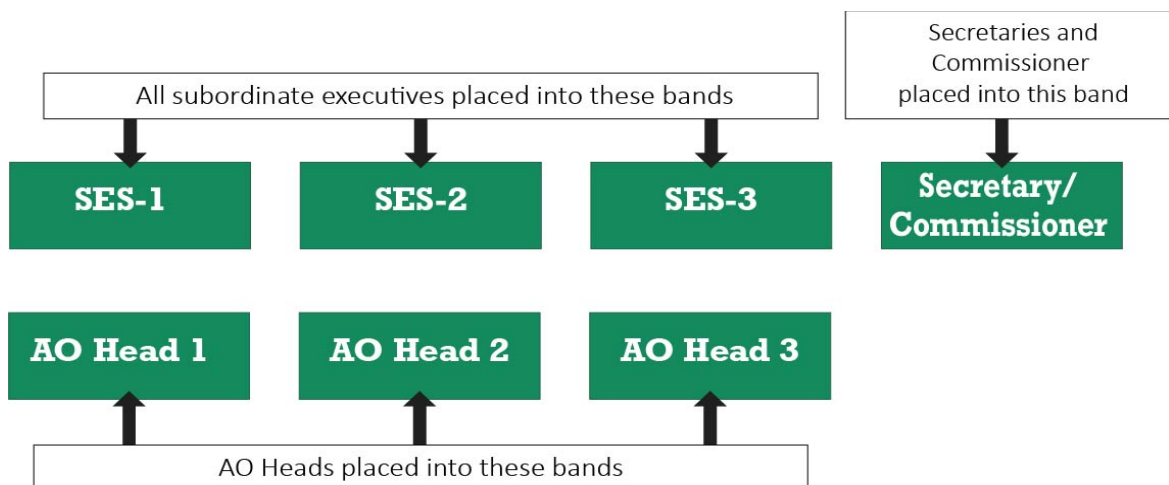 Secretaries and
Commissioner
placed into this band
All subordinate executives placed into these bands
SES-1
SES-2
SES-3
Secretary/
Commissioner
AO Head 1
AO Head 2
AO Head 3
AO Heads placed into these bands